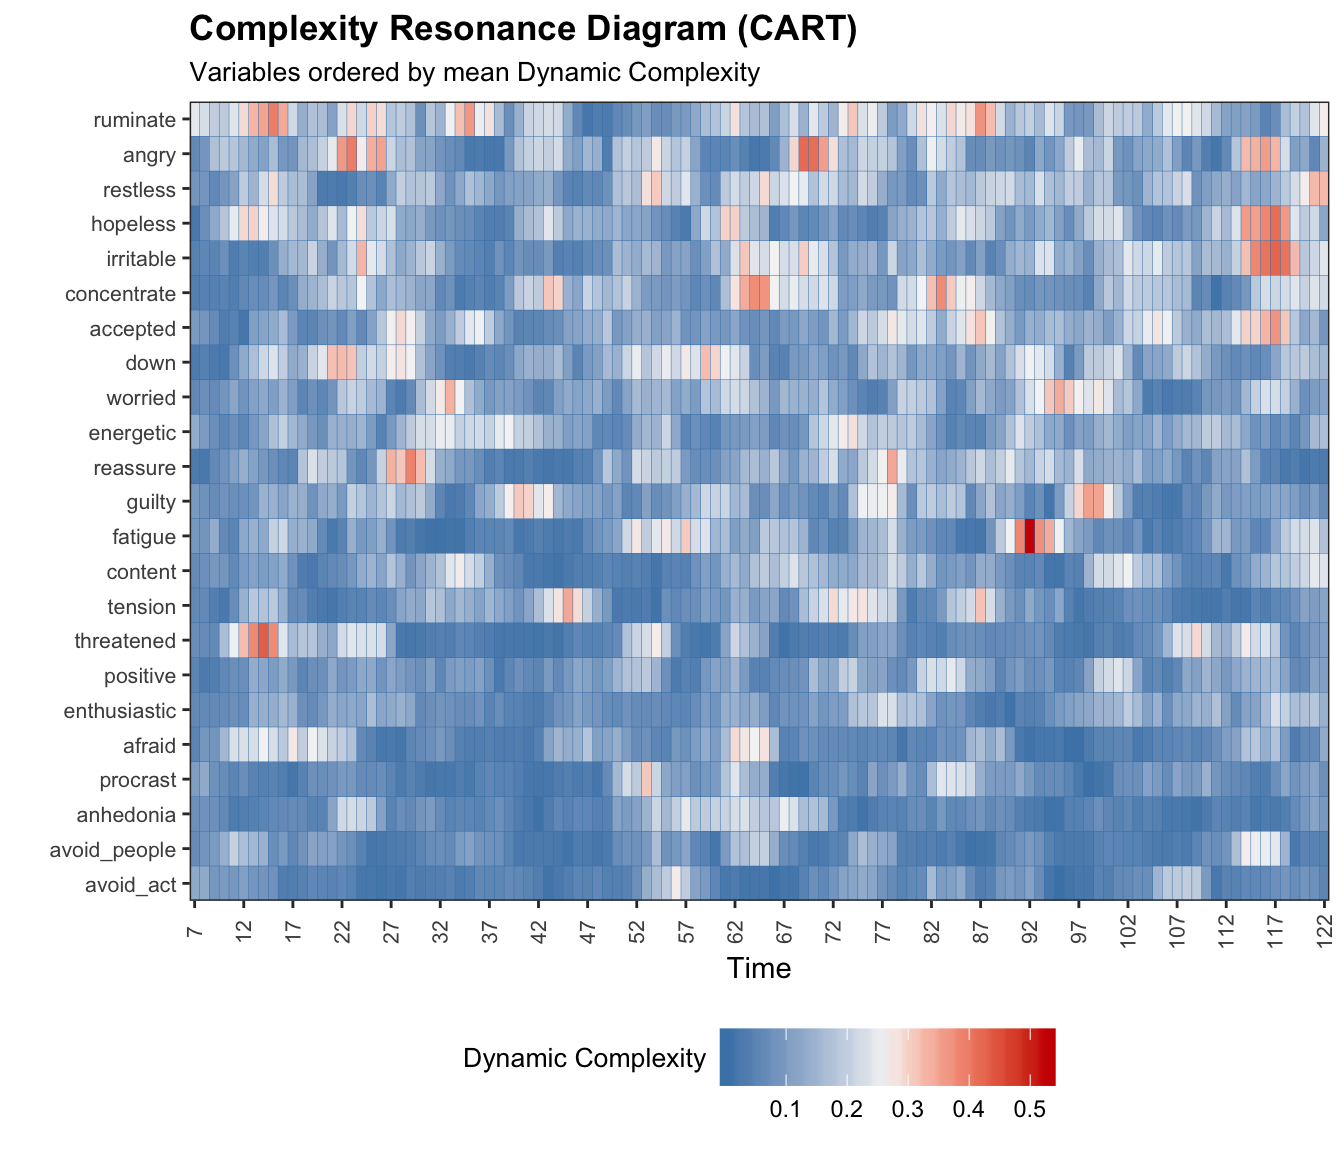 Complexity Resonance Diagram (CART)
Variables ordered by mean Dynamic Complexity
ruminate
angry
restless
hopeless
irritable
concentrate
accepted
down
worried
energetic
reassure
guilty
fatigue
content
tension
threatened
positive
enthusiastic
afraid
procrast
anhedonia
avoid_people
avoid_act
7 12 17 22 27 32 37 42 47 52 57 62 67 72 77 82 87 92 97 102 107 112 117 122
Time
Dynamic Complexity
0.1 0.2 0.3 0.4 0.5